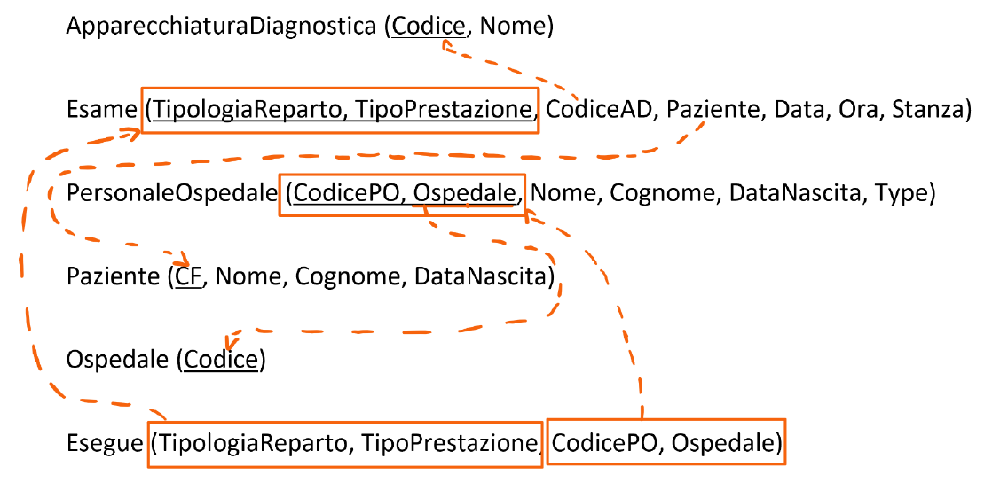 ApparecchiaturaDiagnostica (Codice, Nome)
Esame (TipologiaReparto, TipoPrestazione, CodiceAD, Paziente, Data, Ora, Stanza)
PersonaleOspedale (CodicePO, Ospedale, Nome, Cognome, DataNascita, Type)
Paziente (CF, Nome, Cognome, DataNascita)
Ospedale (Codice)
Esegue (TipologiaReparto, TipoPrestazione, CodicePO, Ospedale)